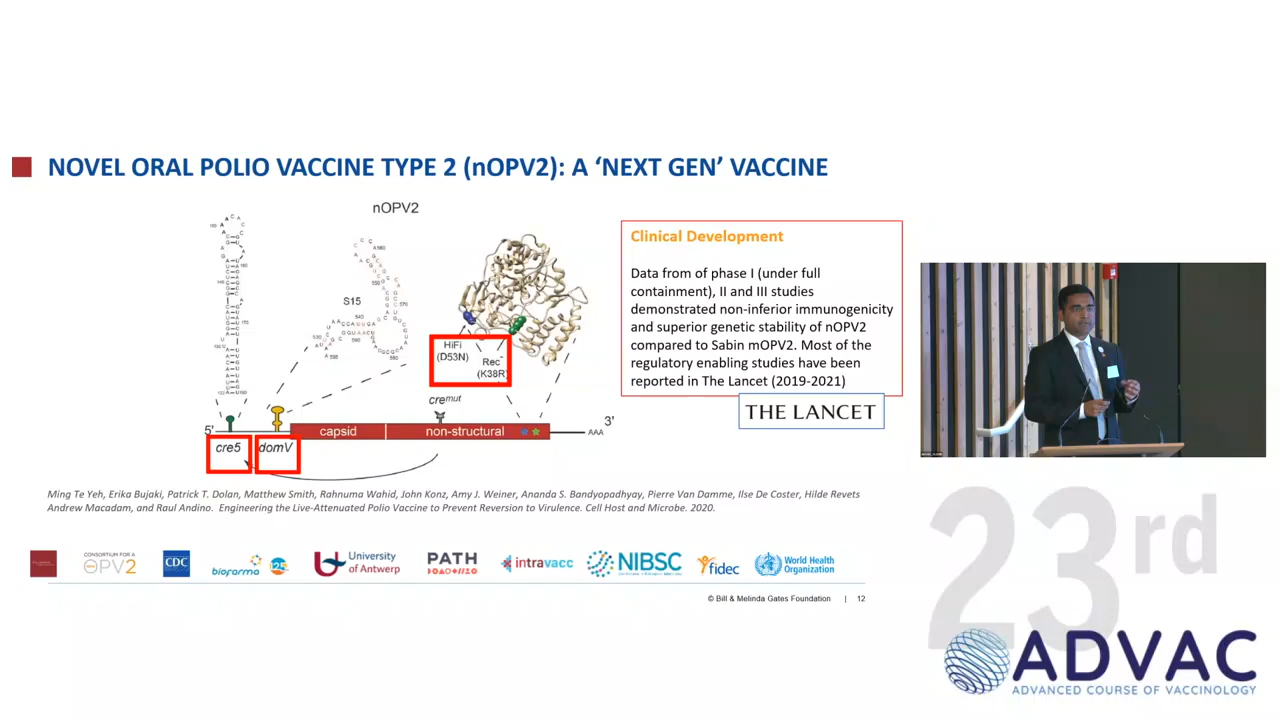 NOVEL ORAL POLIO VACCINE TYPE 2 (nOPV2): A ‘NEXT GEN’ VACCINE
nOPV2
S15
HiFi
(D53N)
Rec⁻
(K38R)
creᵐᵘᵗ
5'
capsid
non-structural
AAA
3'
cre5
domV
Clinical Development
Data from of phase I (under full
containment), II and III studies
demonstrated non-inferior immunogenicity
and superior genetic stability of nOPV2
compared to Sabin mOPV2. Most of the
regulatory enabling studies have been
reported in The Lancet (2019-2021)
THE LANCET
Ming Te Yeh, Erika Bujaki, Patrick T. Dolan, Matthew Smith, Rahnuma Wahid, John Konz, Amy J. Weiner, Ananda S. Bandyopadhyay, Pierre Van Damme, Ilse De Coster, Hilde Revets
Andrew Macadam, and Raul Andino. Engineering the Live-Attenuated Polio Vaccine to Prevent Reversion to Virulence. Cell Host and Microbe. 2020.
CONSORTIUM FOR A
OPV2
CDC
biofarma
125
University
of Antwerp
PATH
intravacc
NIBSC
fidec
World Health
Organization
© Bill & Melinda Gates Foundation | 12
23rd
ADVAC
ADVANCED COURSE OF VACCINOLOGY